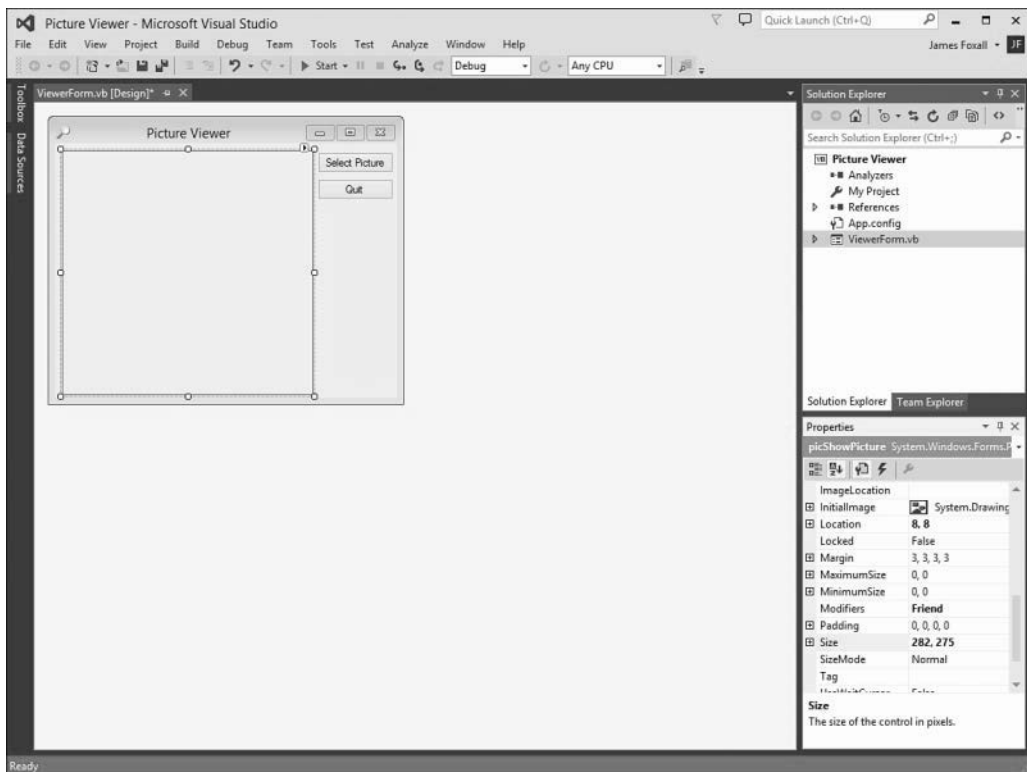 Picture Viewer - Microsoft Visual Studio
Quick Launch (Ctrl+Q)
File Edit View Project Build Debug Team Tools Test Analyze Window Help
James Foxall
JF
Start
Debug
Any CPU
Toolbox
Data Sources
ViewerForm.vb [Design]*
Picture Viewer
Select Picture
Quit
Solution Explorer
Search Solution Explorer (Ctrl+;)
VB Picture Viewer
Analyzers
My Project
References
App.config
ViewerForm.vb
Solution Explorer Team Explorer
Properties
picShowPicture System.Windows.Forms.P
ImageLocation
InitialImage System.Drawing
Location 8, 8
Locked False
Margin 3, 3, 3, 3
MaximumSize 0, 0
MinimumSize 0, 0
Modifiers Friend
Padding 0, 0, 0, 0
Size 282, 275
SizeMode Normal
Tag
Size
The size of the control in pixels.
Ready